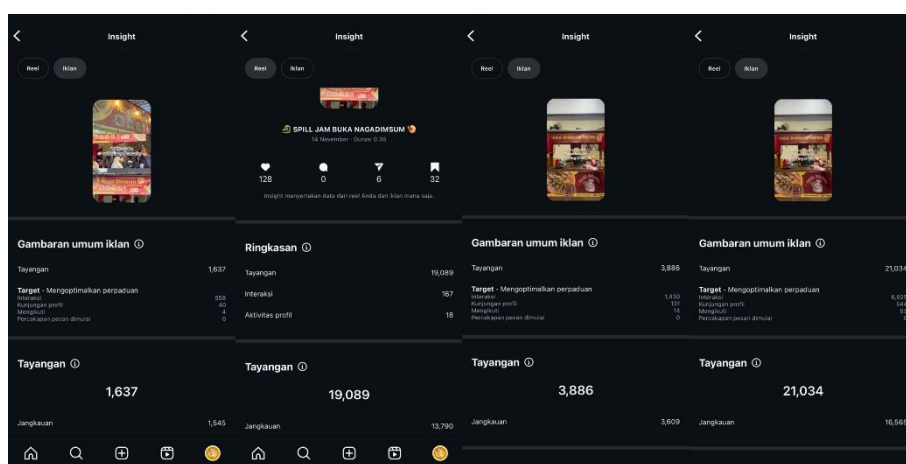 Insight
Reel
Iklan
Gambaran umum iklan
Tayangan 1,637
Target - Mengoptimalkan perpaduan
Interaksi 558
Kunjungan profil 40
Mengikuti 4
Percakapan pesan dimulai 0
Tayangan
1,637
Jangkauan 1,545
Insight
Reel
Iklan
SPILL JAM BUKA NAGADIMSUM
14 November · Durasi 0:35
128 0 6 32
Insight menyertakan data dari reel Anda dan iklan mana saja.
Ringkasan
Tayangan 19,089
Interaksi 167
Aktivitas profil 18
Tayangan
19,089
Jangkauan 13,790
Insight
Reel
Iklan
Gambaran umum iklan
Tayangan 3,886
Target - Mengoptimalkan perpaduan
Interaksi 1,430
Kunjungan profil 131
Mengikuti 14
Percakapan pesan dimulai 0
Tayangan
3,886
Jangkauan 3,609
Insight
Reel
Iklan
Gambaran umum iklan
Tayangan 21,034
Target - Mengoptimalkan perpaduan
Interaksi
Kunjungan profil
Mengikuti
Percakapan pesan dimulai
Tayangan
21,034
Jangkauan 16,565